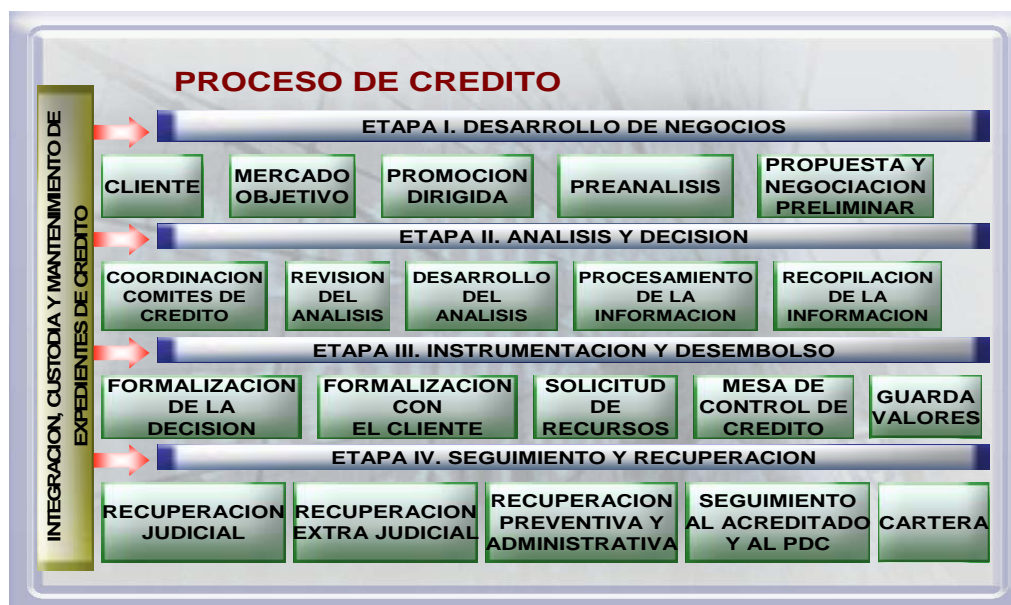 PROCESO DE CREDITO
INTEGRACION, CUSTODIA Y MANTENIMIENTO DE
EXPEDIENTES DE CREDITO
ETAPA I. DESARROLLO DE NEGOCIOS
CLIENTE
MERCADO
OBJETIVO
PROMOCION
DIRIGIDA
PREANALISIS
PROPUESTA Y
NEGOCIACION
PRELIMINAR
ETAPA II. ANALISIS Y DECISION
COORDINACION
COMITES DE
CREDITO
REVISION
DEL
ANALISIS
DESARROLLO
DEL
ANALISIS
PROCESAMIENTO
DE LA
INFORMACION
RECOPILACION
DE LA
INFORMACION
ETAPA III. INSTRUMENTACION Y DESEMBOLSO
FORMALIZACION
DE LA
DECISION
FORMALIZACION
CON
EL CLIENTE
SOLICITUD
DE
RECURSOS
MESA DE
CONTROL DE
CREDITO
GUARDA
VALORES
ETAPA IV. SEGUIMIENTO Y RECUPERACION
RECUPERACION
JUDICIAL
RECUPERACION
EXTRA JUDICIAL
RECUPERACION
PREVENTIVA Y
ADMINISTRATIVA
SEGUIMIENTO
AL ACREDITADO
Y AL PDC
CARTERA